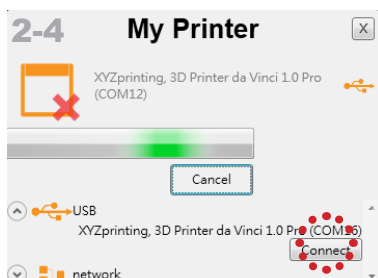 2-4 My Printer X
XYZprinting, 3D Printer da Vinci 1.0 Pro
(COM12)
Cancel
USB
XYZprinting, 3D Printer da Vinci 1.0 Pro (COM16)
Connect
network